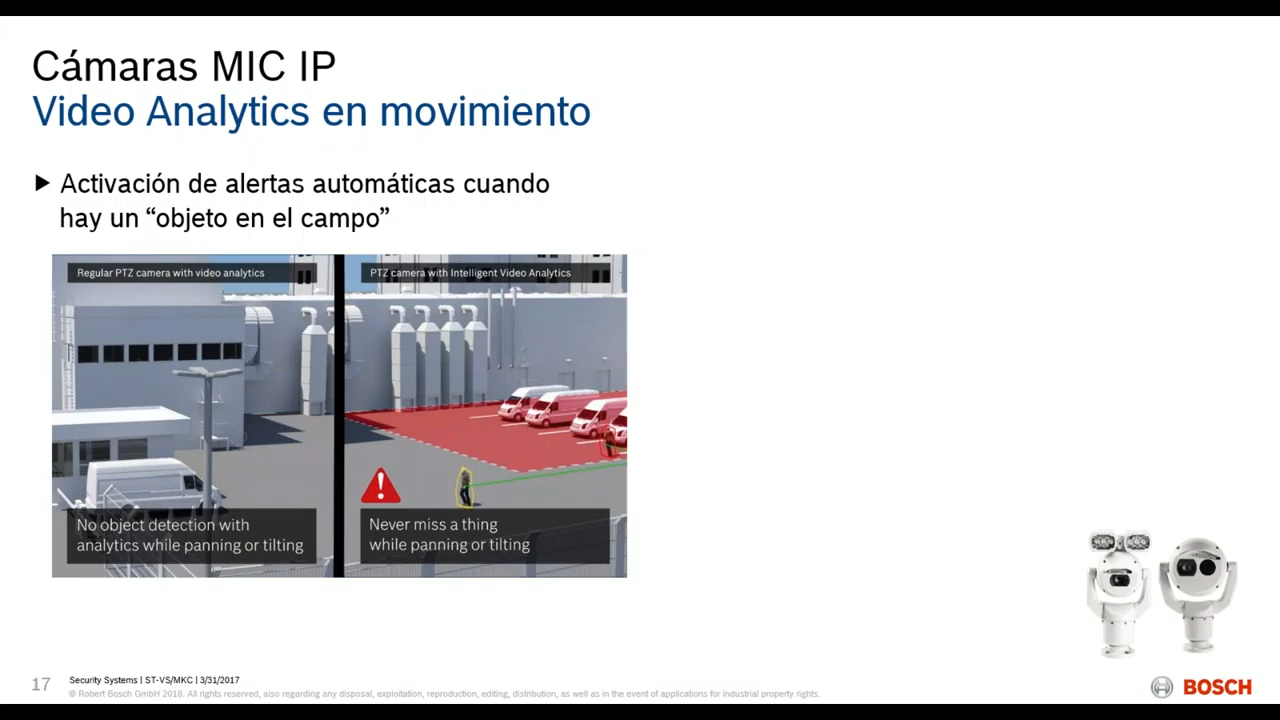 Cámaras MIC IP
Video Analytics en movimiento
Activación de alertas automáticas cuando
hay un “objeto en el campo”
Regular PTZ camera with video analytics
PTZ camera with Intelligent Video Analytics
No object detection with
analytics while panning or tilting
Never miss a thing
while panning or tilting
17
Security Systems | ST-VS/MKC | 3/31/2017
© Robert Bosch GmbH 2018. All rights reserved, also regarding any disposal, exploitation, reproduction, editing, distribution, as well as in the event of applications for industrial property rights.
BOSCH